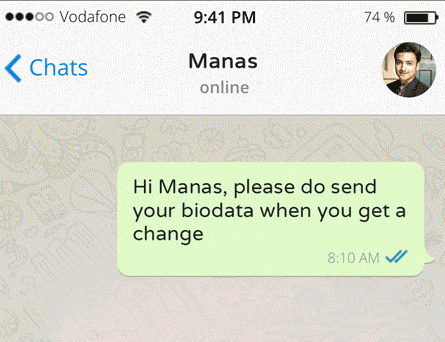 Vodafone 9:41 PM 74 %
Chats Manas
online
Hi Manas, please do send
your biodata when you get a
change
8:10 AM